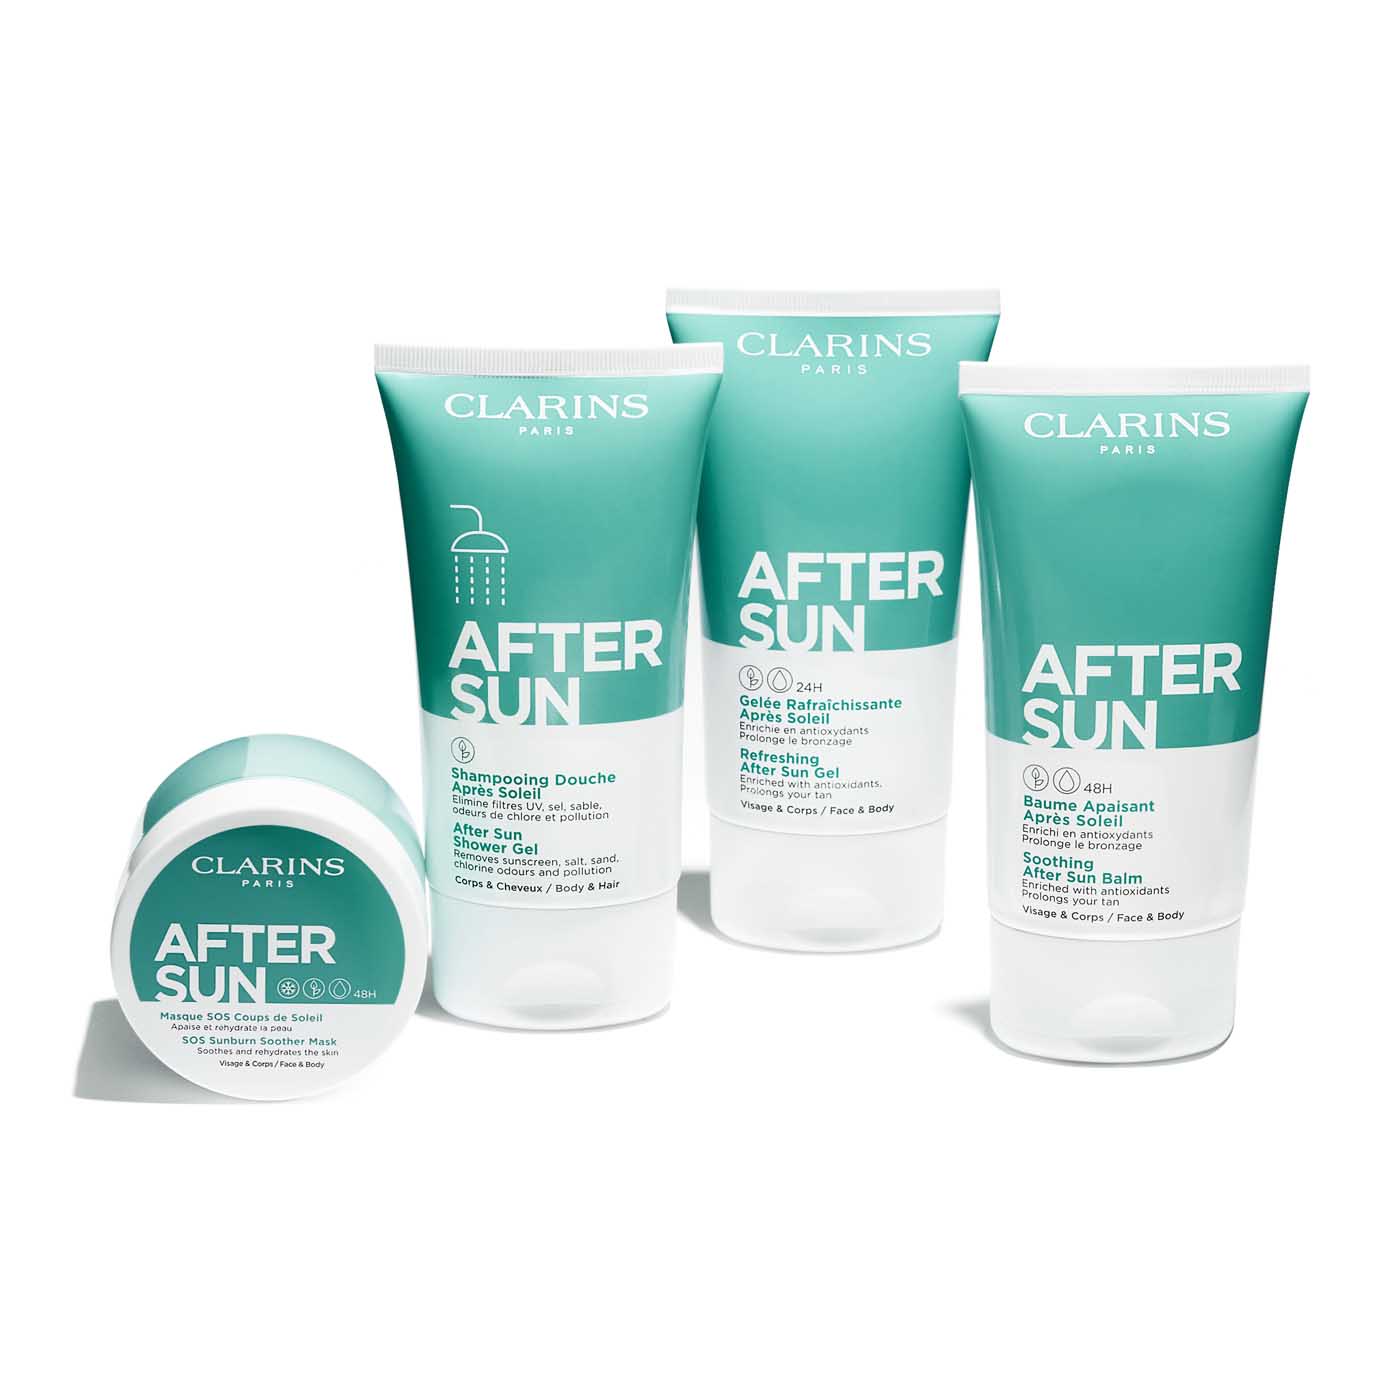 CLARINS
PARIS
AFTER
SUN
48H
Masque SOS Coups de Soleil
Apaise et rehydrate la peau
SOS Sunburn Soother Mask
Soothes and rehydrates the skin
Visage & Corps / Face & Body
CLARINS
PARIS
AFTER
SUN
Shampooing Douche
Après Soleil
Elimine filtres UV, sel, sable,
odeurs de chlore et pollution
After Sun
Shower Gel
Removes sunscreen, salt, sand,
chlorine odours and pollution
Corps & Cheveux / Body & Hair
CLARINS
PARIS
AFTER
SUN
24H
Gelée Rafraîchissante
Après Soleil
Enrichie en antioxydants
Prolonge le bronzage
Refreshing
After Sun Gel
Enriched with antioxidants,
Prolongs your tan
Visage & Corps / Face & Body
CLARINS
PARIS
AFTER
SUN
48H
Baume Apaisant
Après Soleil
Enrichi en antioxydants
Prolonge le bronzage
Soothing
After Sun Balm
Enriched with antioxidants
Prolongs your tan
Visage & Corps / Face & Body